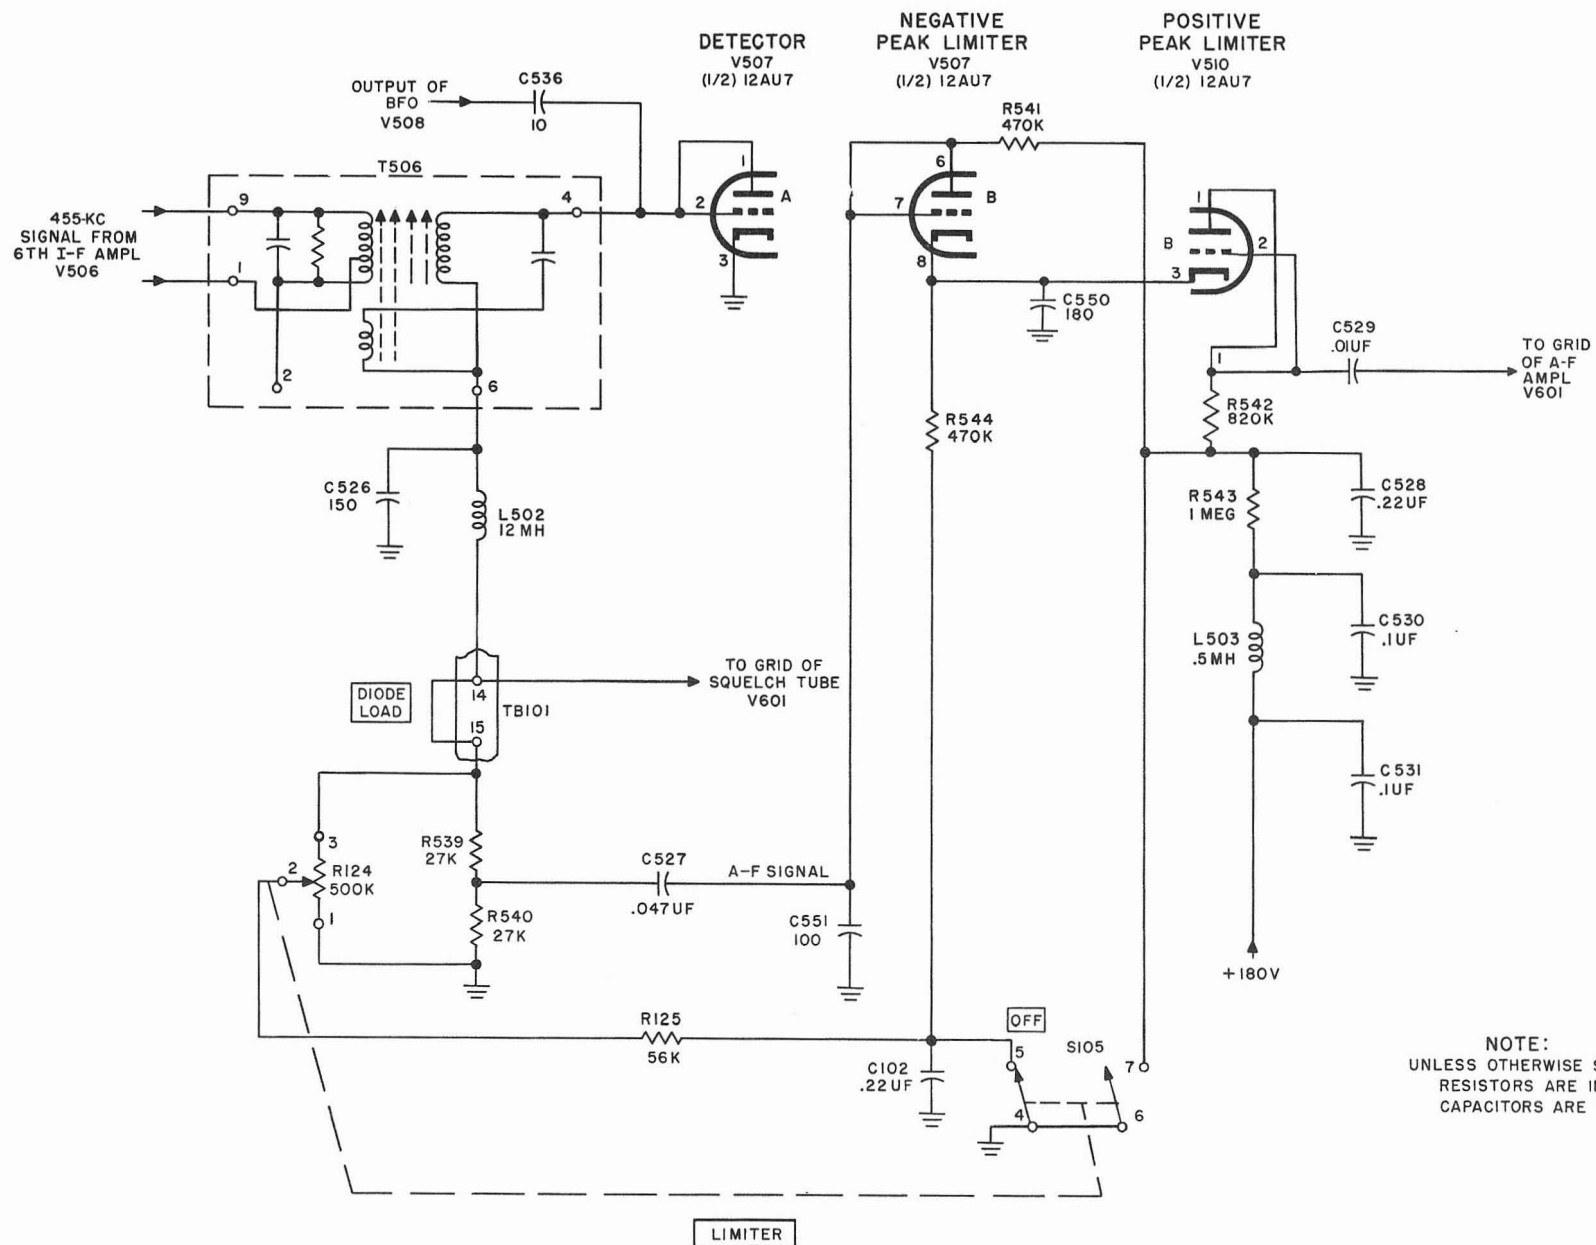 DETECTOR
V507
(1/2) 12AU7
NEGATIVE
PEAK LIMITER
V507
(1/2) 12AU7
POSITIVE
PEAK LIMITER
V510
(1/2) 12AU7
OUTPUT OF
BFO
V508
C536
10
R541
470K
T506
9
4
2
1
A
3
7
6
B
8
1
B
2
3
455-KC
SIGNAL FROM
6TH I-F AMPL
V506
1
2
6
C550
180
C529
.01UF
TO GRID
OF A-F
AMPL
V601
1
R542
820K
R544
470K
C526
150
L502
12MH
R543
1 MEG
C528
.22UF
C530
.1UF
L503
.5MH
TO GRID OF
SQUELCH TUBE
V601
DIODE
LOAD
14
15
TB101
C531
.1UF
3
2
R124
500K
1
R539
27K
C527
.047UF
A-F SIGNAL
R540
27K
C551
100
+180V
R125
56K
OFF
5
S105
7
C102
.22UF
4
6
NOTE:
UNLESS OTHERWISE
RESISTORS ARE
CAPACITORS ARE
LIMITER